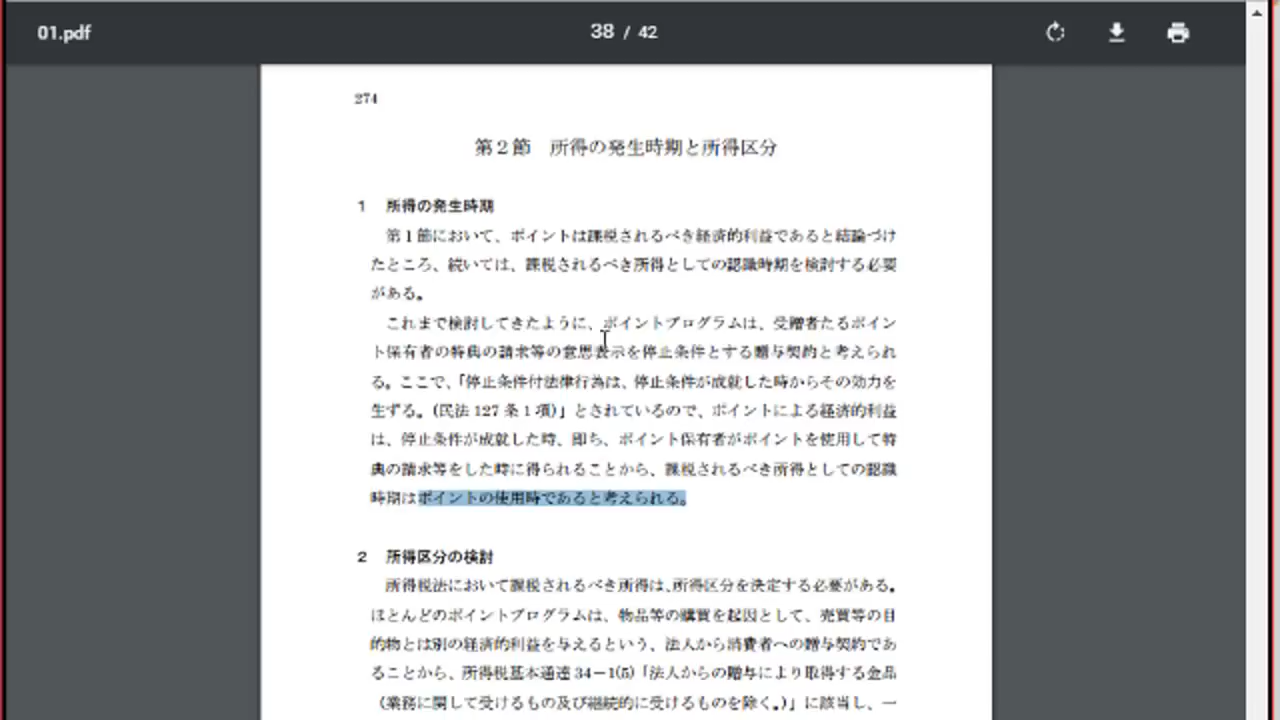 01.pdf
38 / 42
274
第2節 所得の発生時期と所得区分
1 所得の発生時期
第1節において、ポイントは課税されるべき経済的利益であると結論づけ
たところ、続いては、課税されるべき所得としての認識時期を検討する必要
がある。
これまで検討してきたように、ポイントプログラムは、受贈者たるポイン
ト保有者の特典の請求等の意思表示を停止条件とする贈与契約と考えられ
る。ここで、「停止条件付法律行為は、停止条件が成就した時からその効力を
生ずる。(民法 127 条 1 項)」とされているので、ポイントによる経済的利益
は、停止条件が成就した時、即ち、ポイント保有者がポイントを使用して特
典の請求等をした時に得られることから、課税されるべき所得としての認識
時期はポイントの使用時であると考えられる。
2 所得区分の検討
所得税法において課税されるべき所得は、所得区分を決定する必要がある。
ほとんどのポイントプログラムは、物品等の購買を起因として、売買等の目
的物とは別の経済的利益を与えるという、法人から消費者への贈与契約であ
ることから、所得税基本通達 34－1(5)「法人からの贈与により取得する金品
(業務に関して受けるもの及び継続的に受けるものを除く。)」に該当し、一